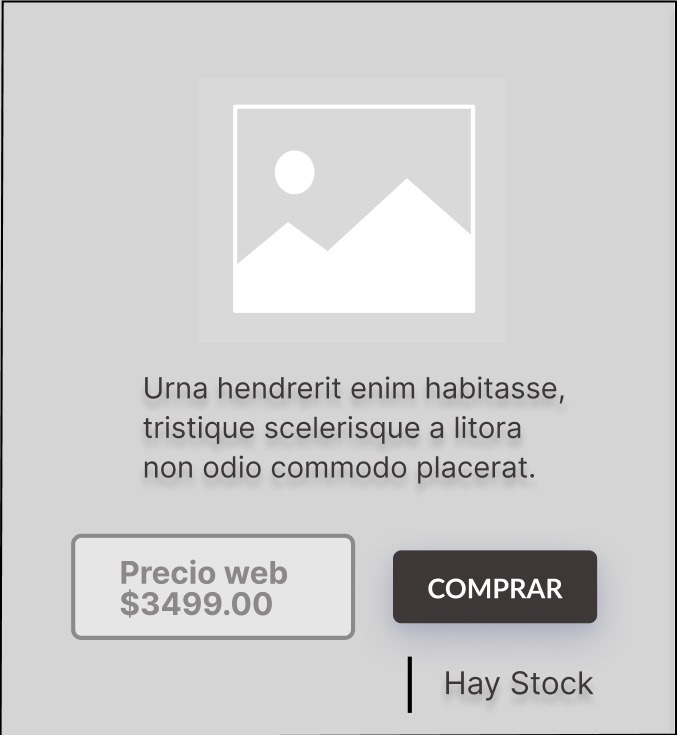 Urna hendrerit enim habitasse,
tristique scelerisque a litora
non odio commodo placerat.
Precio web
$3499.00
COMPRAR
Hay Stock